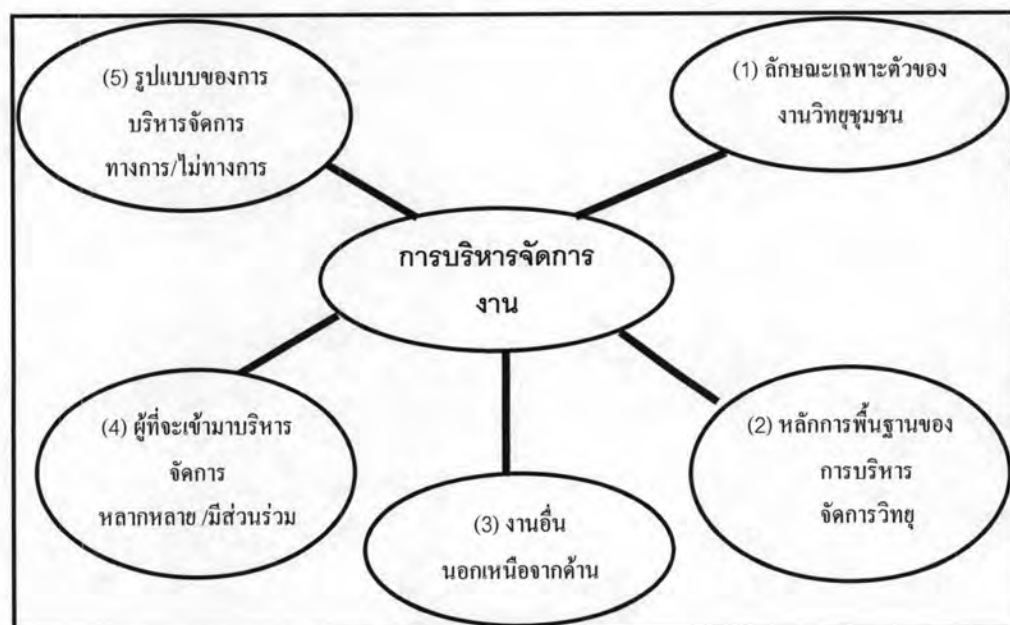 (5) รูปแบบของการ
บริหารจัดการ
ทางการ/ไม่ทางการ
(1) ลักษณะเฉพาะตัวของ
งานวิทยุชุมชน
การบริหารจัดการ
งาน
(4) ผู้ที่จะเข้ามาบริหาร
จัดการ
หลากหลาย /มีส่วนร่วม
(3) งานอื่น
นอกเหนือจากด้าน
(2) หลักการพื้นฐานของ
การบริหาร
จัดการวิทยุ